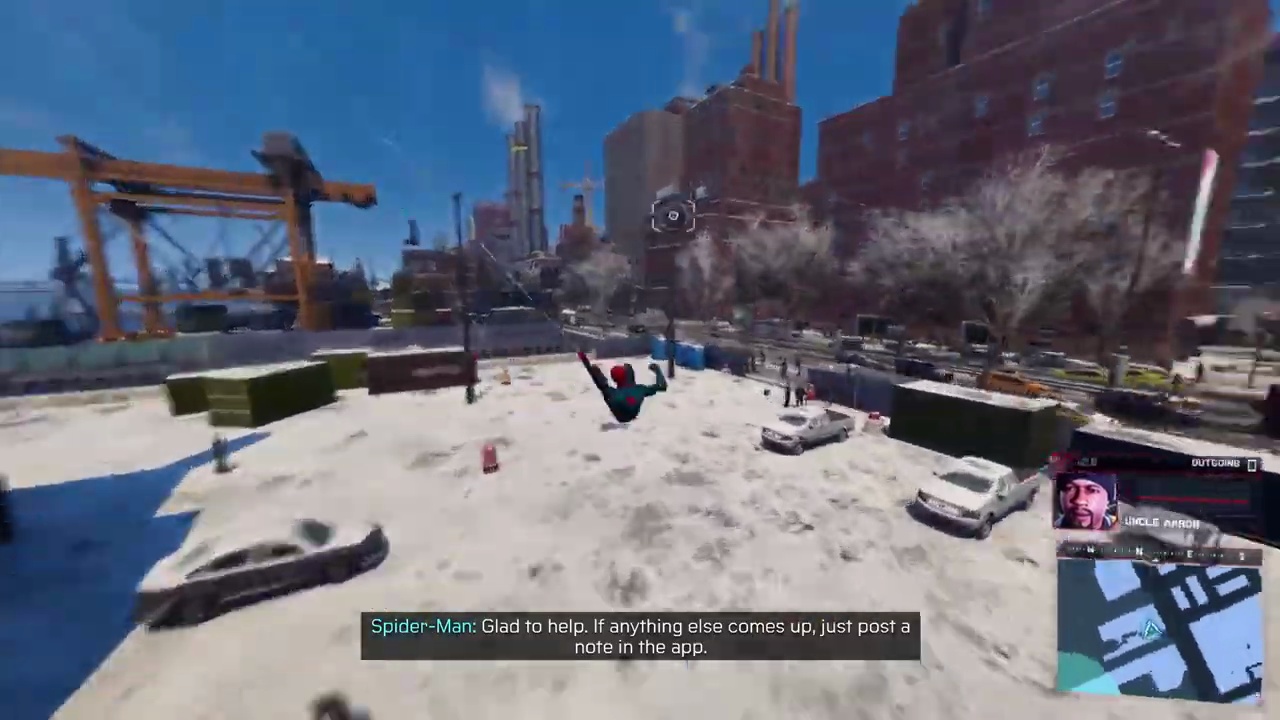 OUTGOING
UNCLE AARON
N
E
Spider-Man: Glad to help. If anything else comes up, just post a
note in the app.